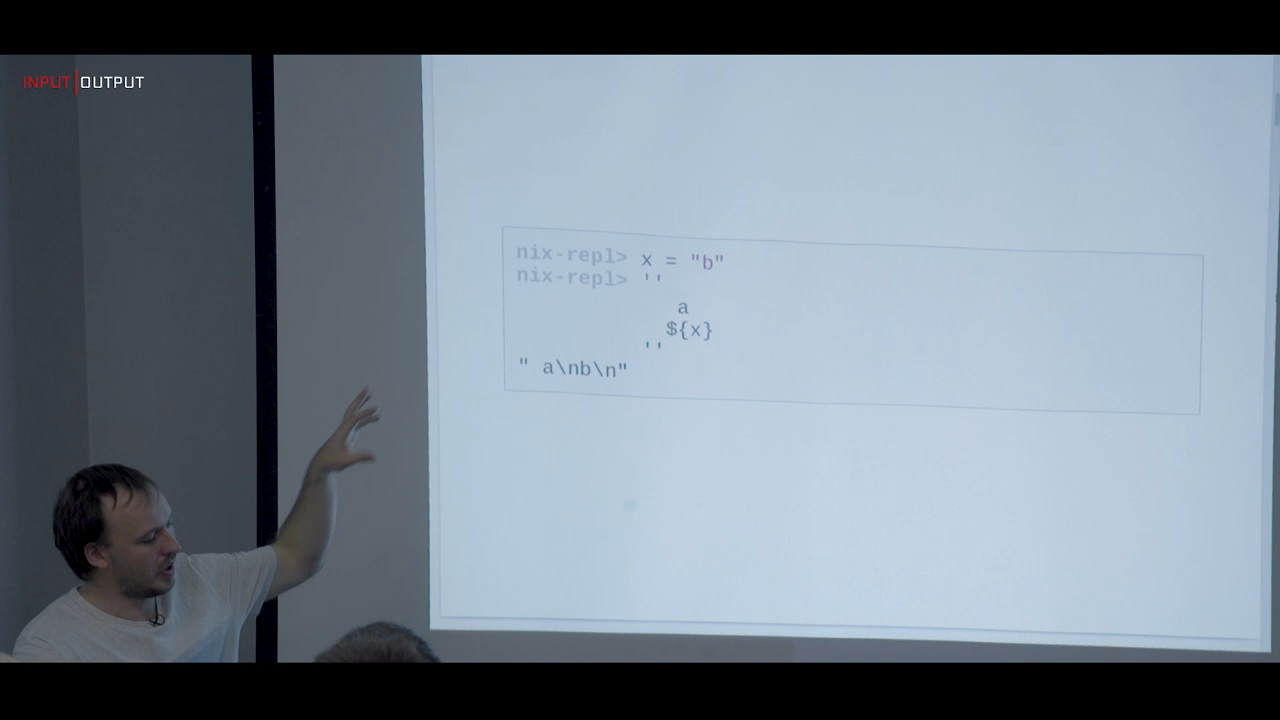 INPUT|OUTPUT
nix-repl> x = "b"
nix-repl> ''
a
${x}
''
" a\nb\n"